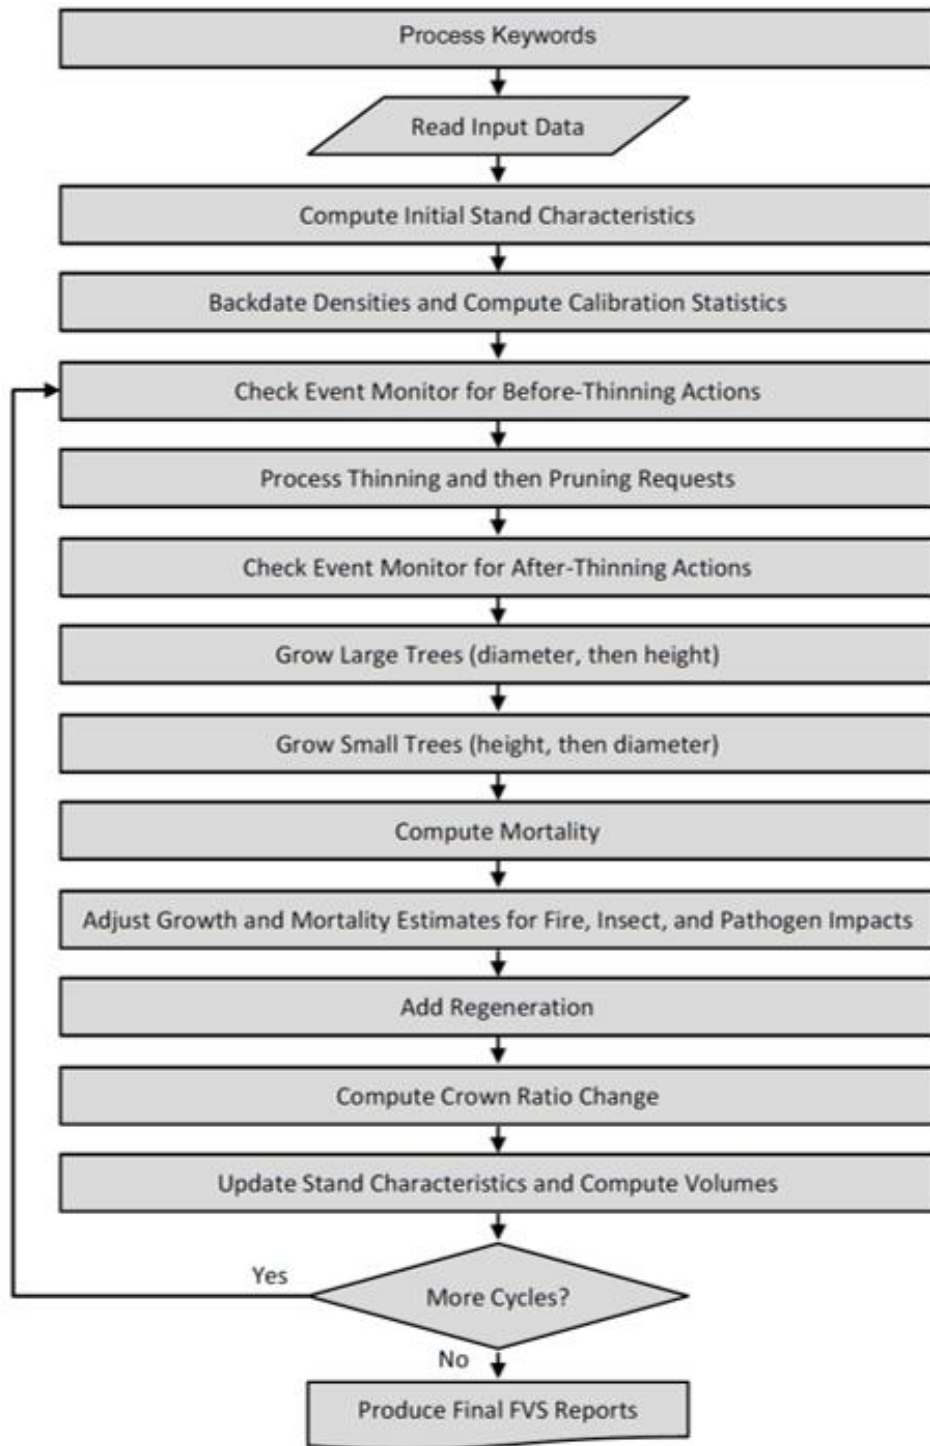 Process Keywords
Read Input Data
Compute Initial Stand Characteristics
Backdate Densities and Compute Calibration Statistics
Check Event Monitor for Before-Thinning Actions
Process Thinning and then Pruning Requests
Check Event Monitor for After-Thinning Actions
Grow Large Trees (diameter, then height)
Grow Small Trees (height, then diameter)
Compute Mortality
Adjust Growth and Mortality Estimates for Fire, Insect, and Pathogen Impacts
Add Regeneration
Compute Crown Ratio Change
Update Stand Characteristics and Compute Volumes
Yes
More Cycles?
No
Produce Final FVS Reports